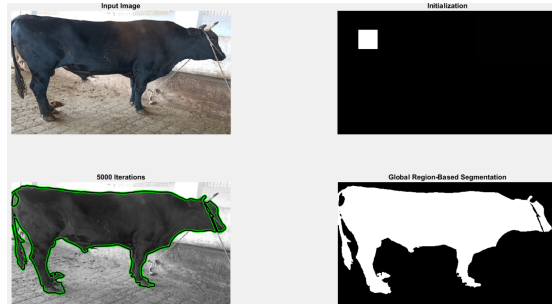 Input Image
Initialization
5000 Iterations
Global Region-Based Segmentation